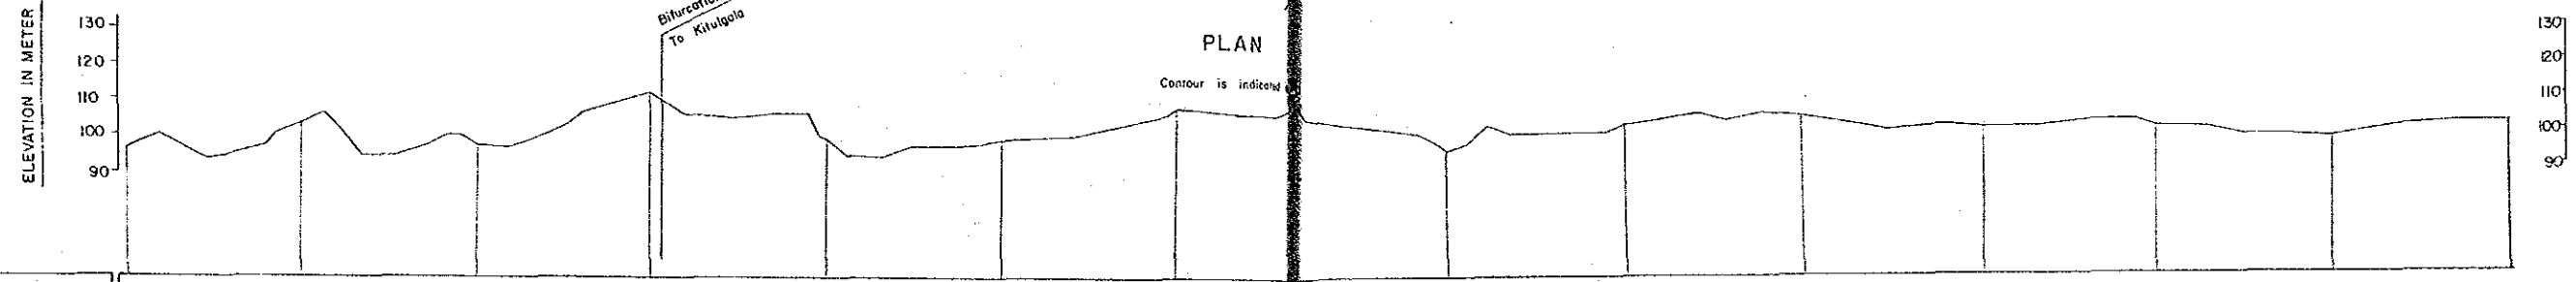 ELEVATION IN METER
130
120
110
100
90
To Kitulgala
PLAN
Contour is indicated
130
120
110
100
90